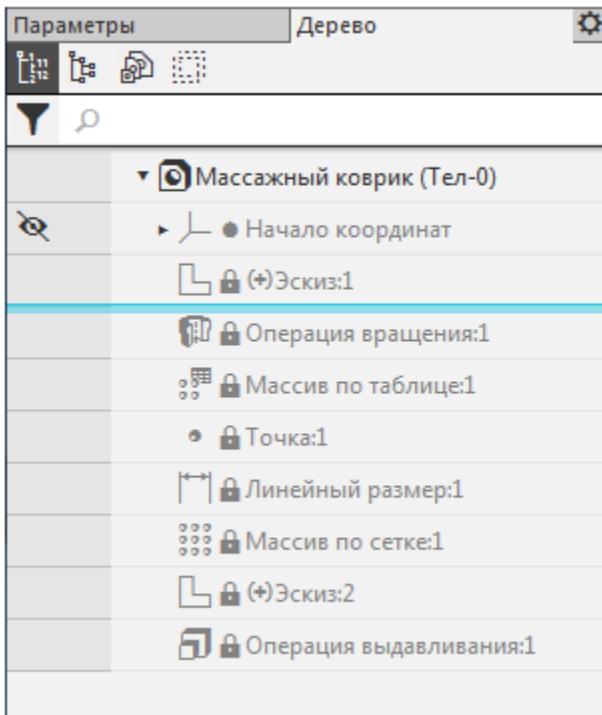 Параметры
Дерево
Массажный коврик (Тел-0)
Начало координат
(+)Эскиз:1
Операция вращения:1
Массив по таблице:1
Точка:1
Линейный размер:1
Массив по сетке:1
(+)Эскиз:2
Операция выдавливания:1